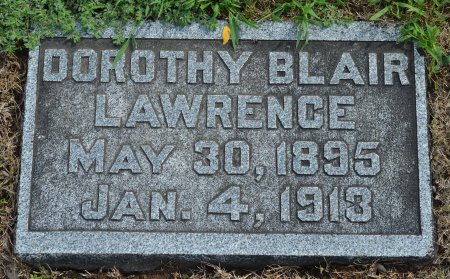 DOROTHY BLAIR
LAWRENCE
MAY 30, 1895
JAN. 4, 1913